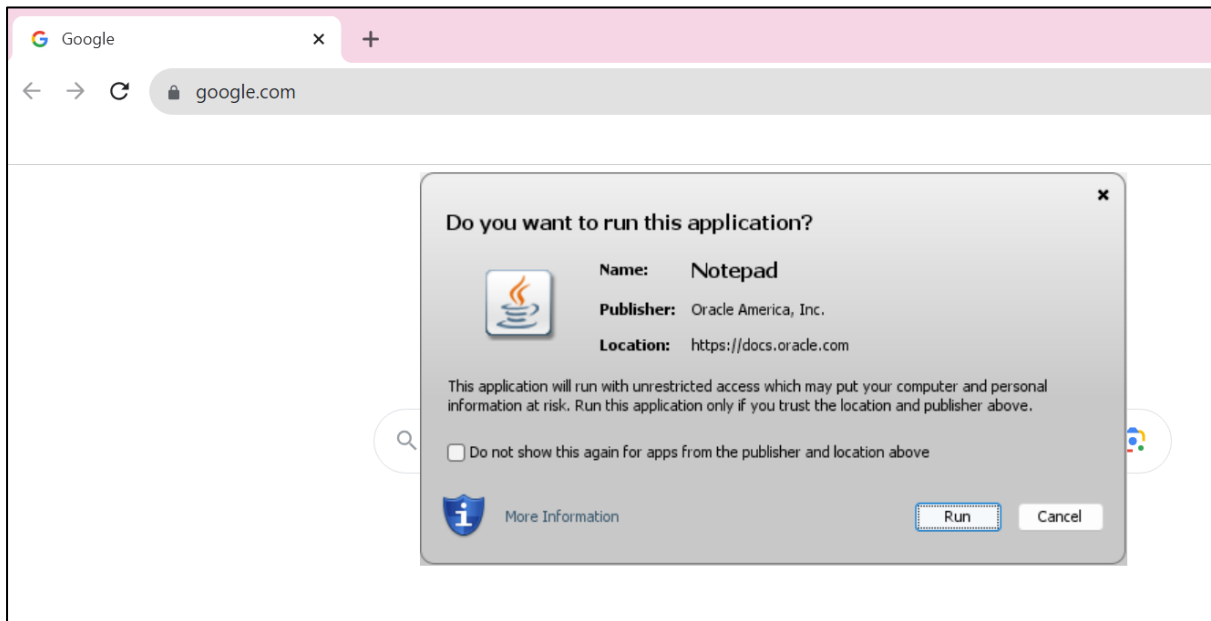 Google
google.com
Do you want to run this application?
Name: Notepad
Publisher: Oracle America, Inc.
Location: https://docs.oracle.com
This application will run with unrestricted access which may put your computer and personal
information at risk. Run this application only if you trust the location and publisher above.
Do not show this again for apps from the publisher and location above
More Information
Run
Cancel